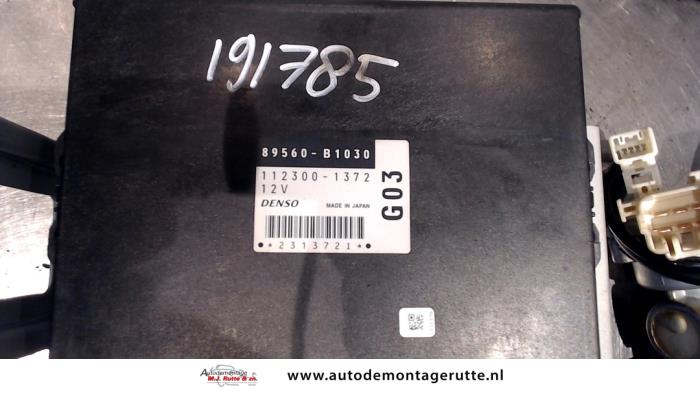 191785
89560-B1030
112300-1372
12V
G03
DENSO MADE IN JAPAN
*2313721*
Autodemontage
M.J. Rutte & zn.
www.autodemontagerutte.nl